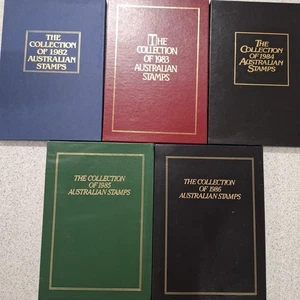 THE
COLLECTION
OF 1982
AUSTRALIAN
STAMPS
THE
COLLECTION
OF 1983
AUSTRALIAN
STAMPS
THE
COLLECTION
OF 1984
AUSTRALIAN
STAMPS
THE COLLECTION
OF 1985
AUSTRALIAN STAMPS
THE COLLECTION
OF 1986
AUSTRALIAN STAMPS